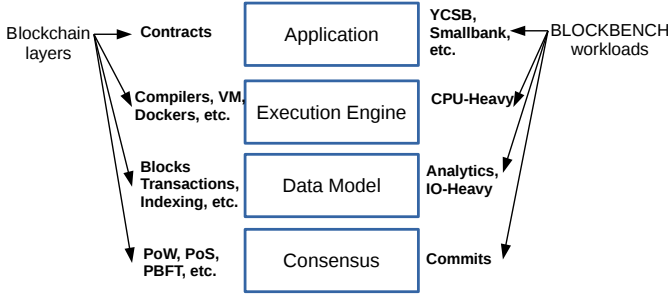 Blockchain
layers
Contracts
Application
YCSB,
Smallbank,
etc.
BLOCKBENCH
workloads
Compilers, VM,
Dockers, etc.
Execution Engine
CPU-Heavy
Blocks
Transactions,
Indexing, etc.
Data Model
Analytics,
IO-Heavy
PoW, PoS,
PBFT, etc.
Consensus
Commits